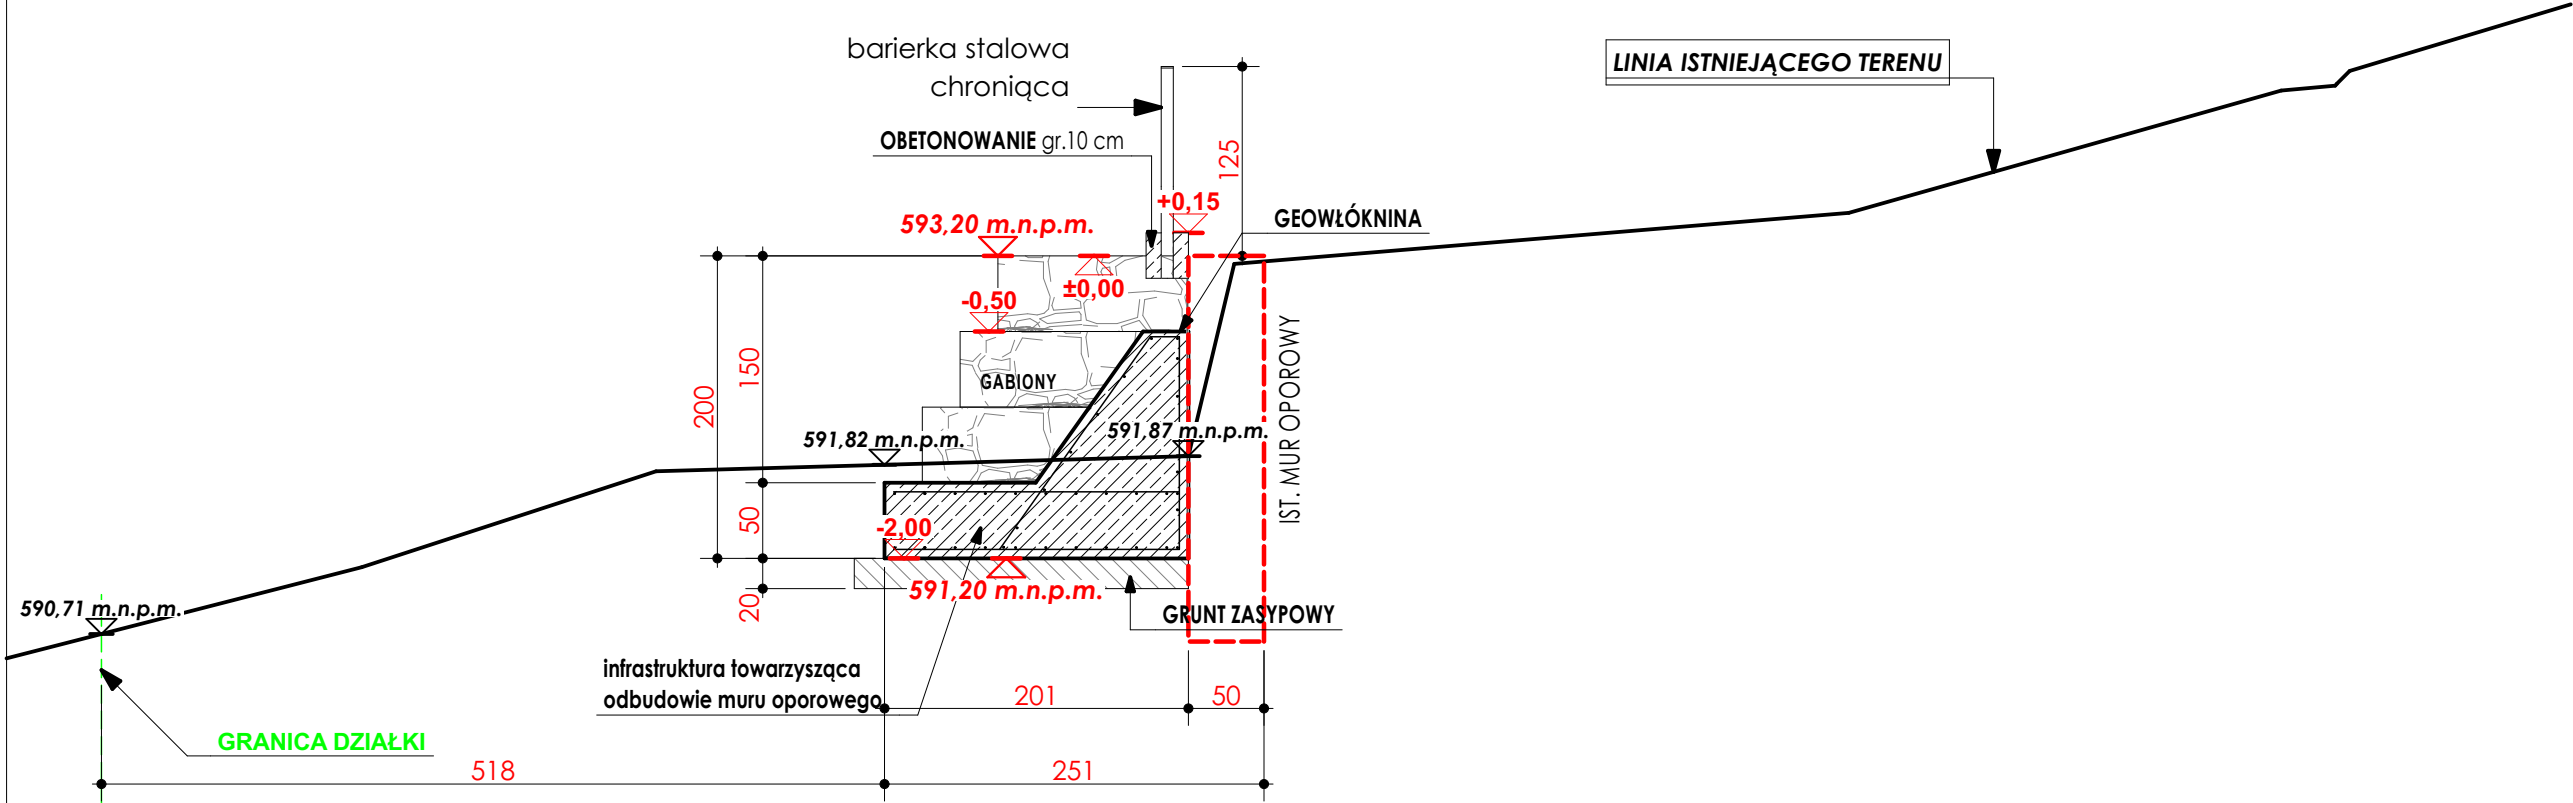 barierka stalowa
chroniąca
LINIA ISTNIEJĄCEGO TERENU
OBETONOWANIE gr.10 cm
125
+0,15
GEOWŁÓKNINA
593,20 m.n.p.m.
±0,00
-0,50
150
200
GABIONY
IST. MUR OPOROWY
591,82 m.n.p.m.
591,87 m.n.p.m.
50
-2,00
591,20 m.n.p.m.
20
590,71 m.n.p.m.
GRUNT ZASYPOWY
infrastruktura towarzysząca
odbudowie muru oporowego
201
50
GRANICA DZIAŁKI
518
251